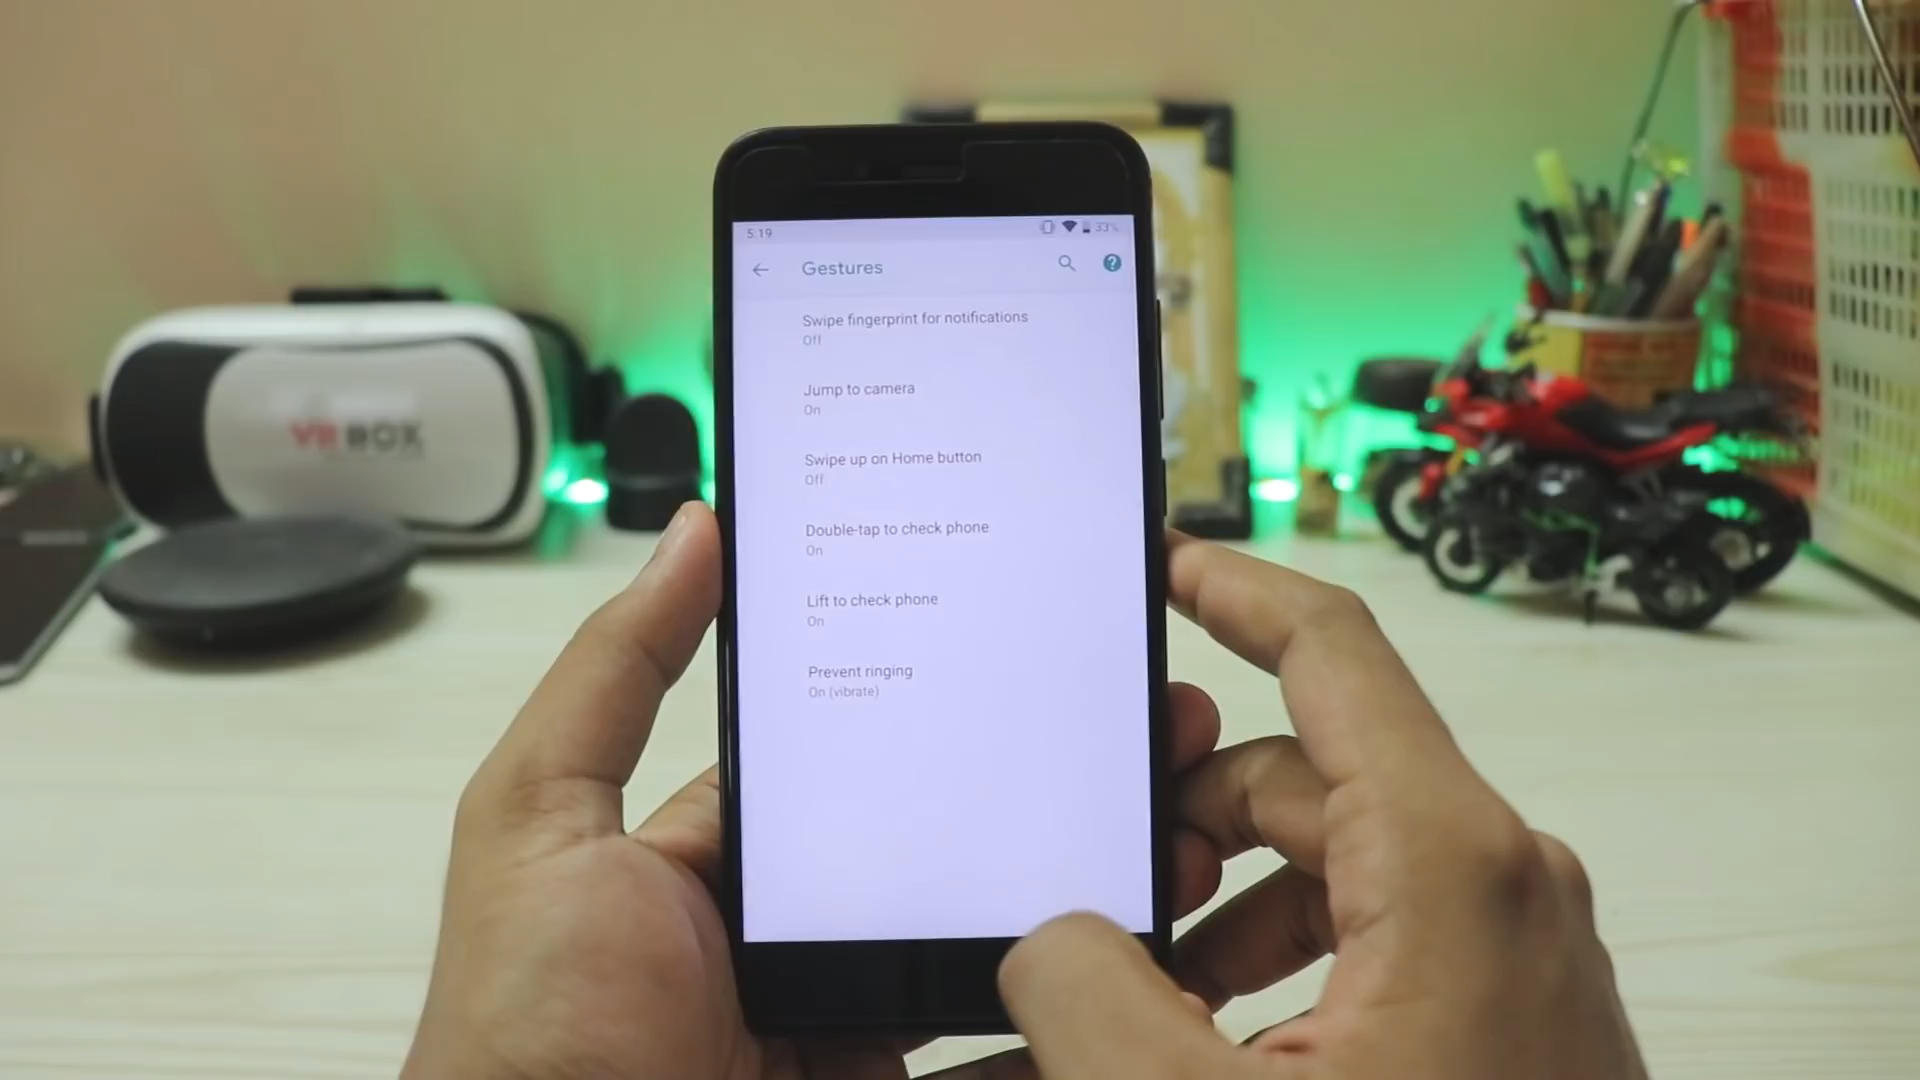 5:19
33%
Gestures
Swipe fingerprint for notifications
Off
Jump to camera
On
Swipe up on Home button
Off
Double-tap to check phone
On
Lift to check phone
On
Prevent ringing
On (vibrate)
VR BOX